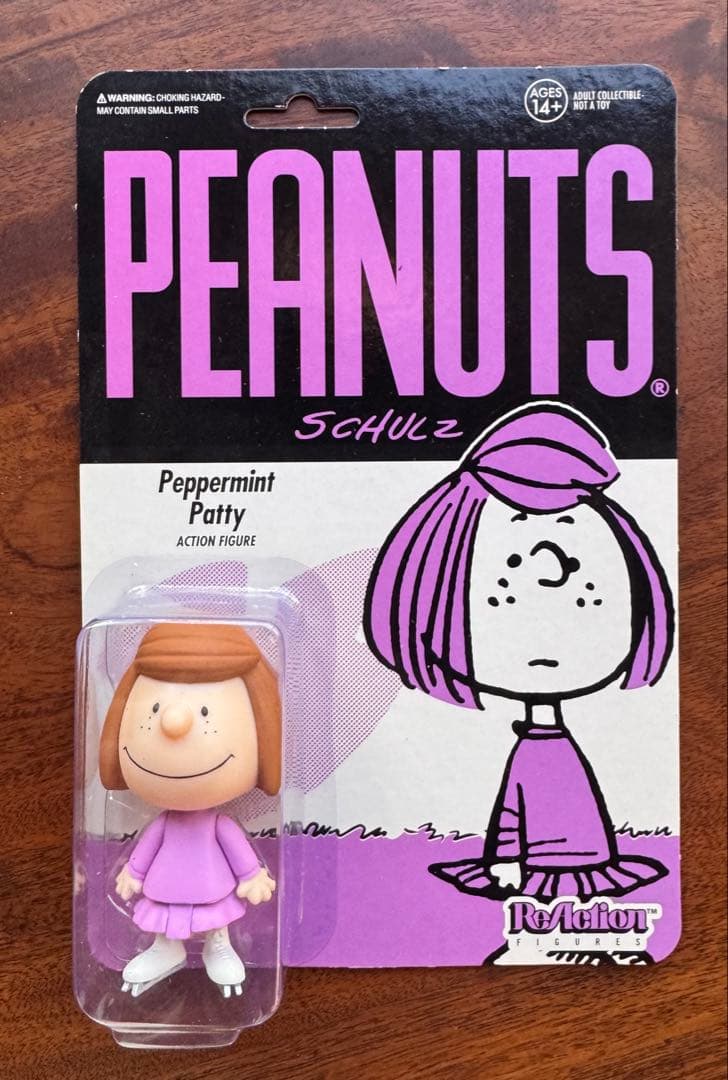 ⚠WARNING: CHOKING HAZARD-
MAY CONTAIN SMALL PARTS
AGES
14+
ADULT COLLECTIBLE-
NOT A TOY
PEANUTS®
SCHULZ
Peppermint
Patty
ACTION FIGURE
ReAction™
FIGURES